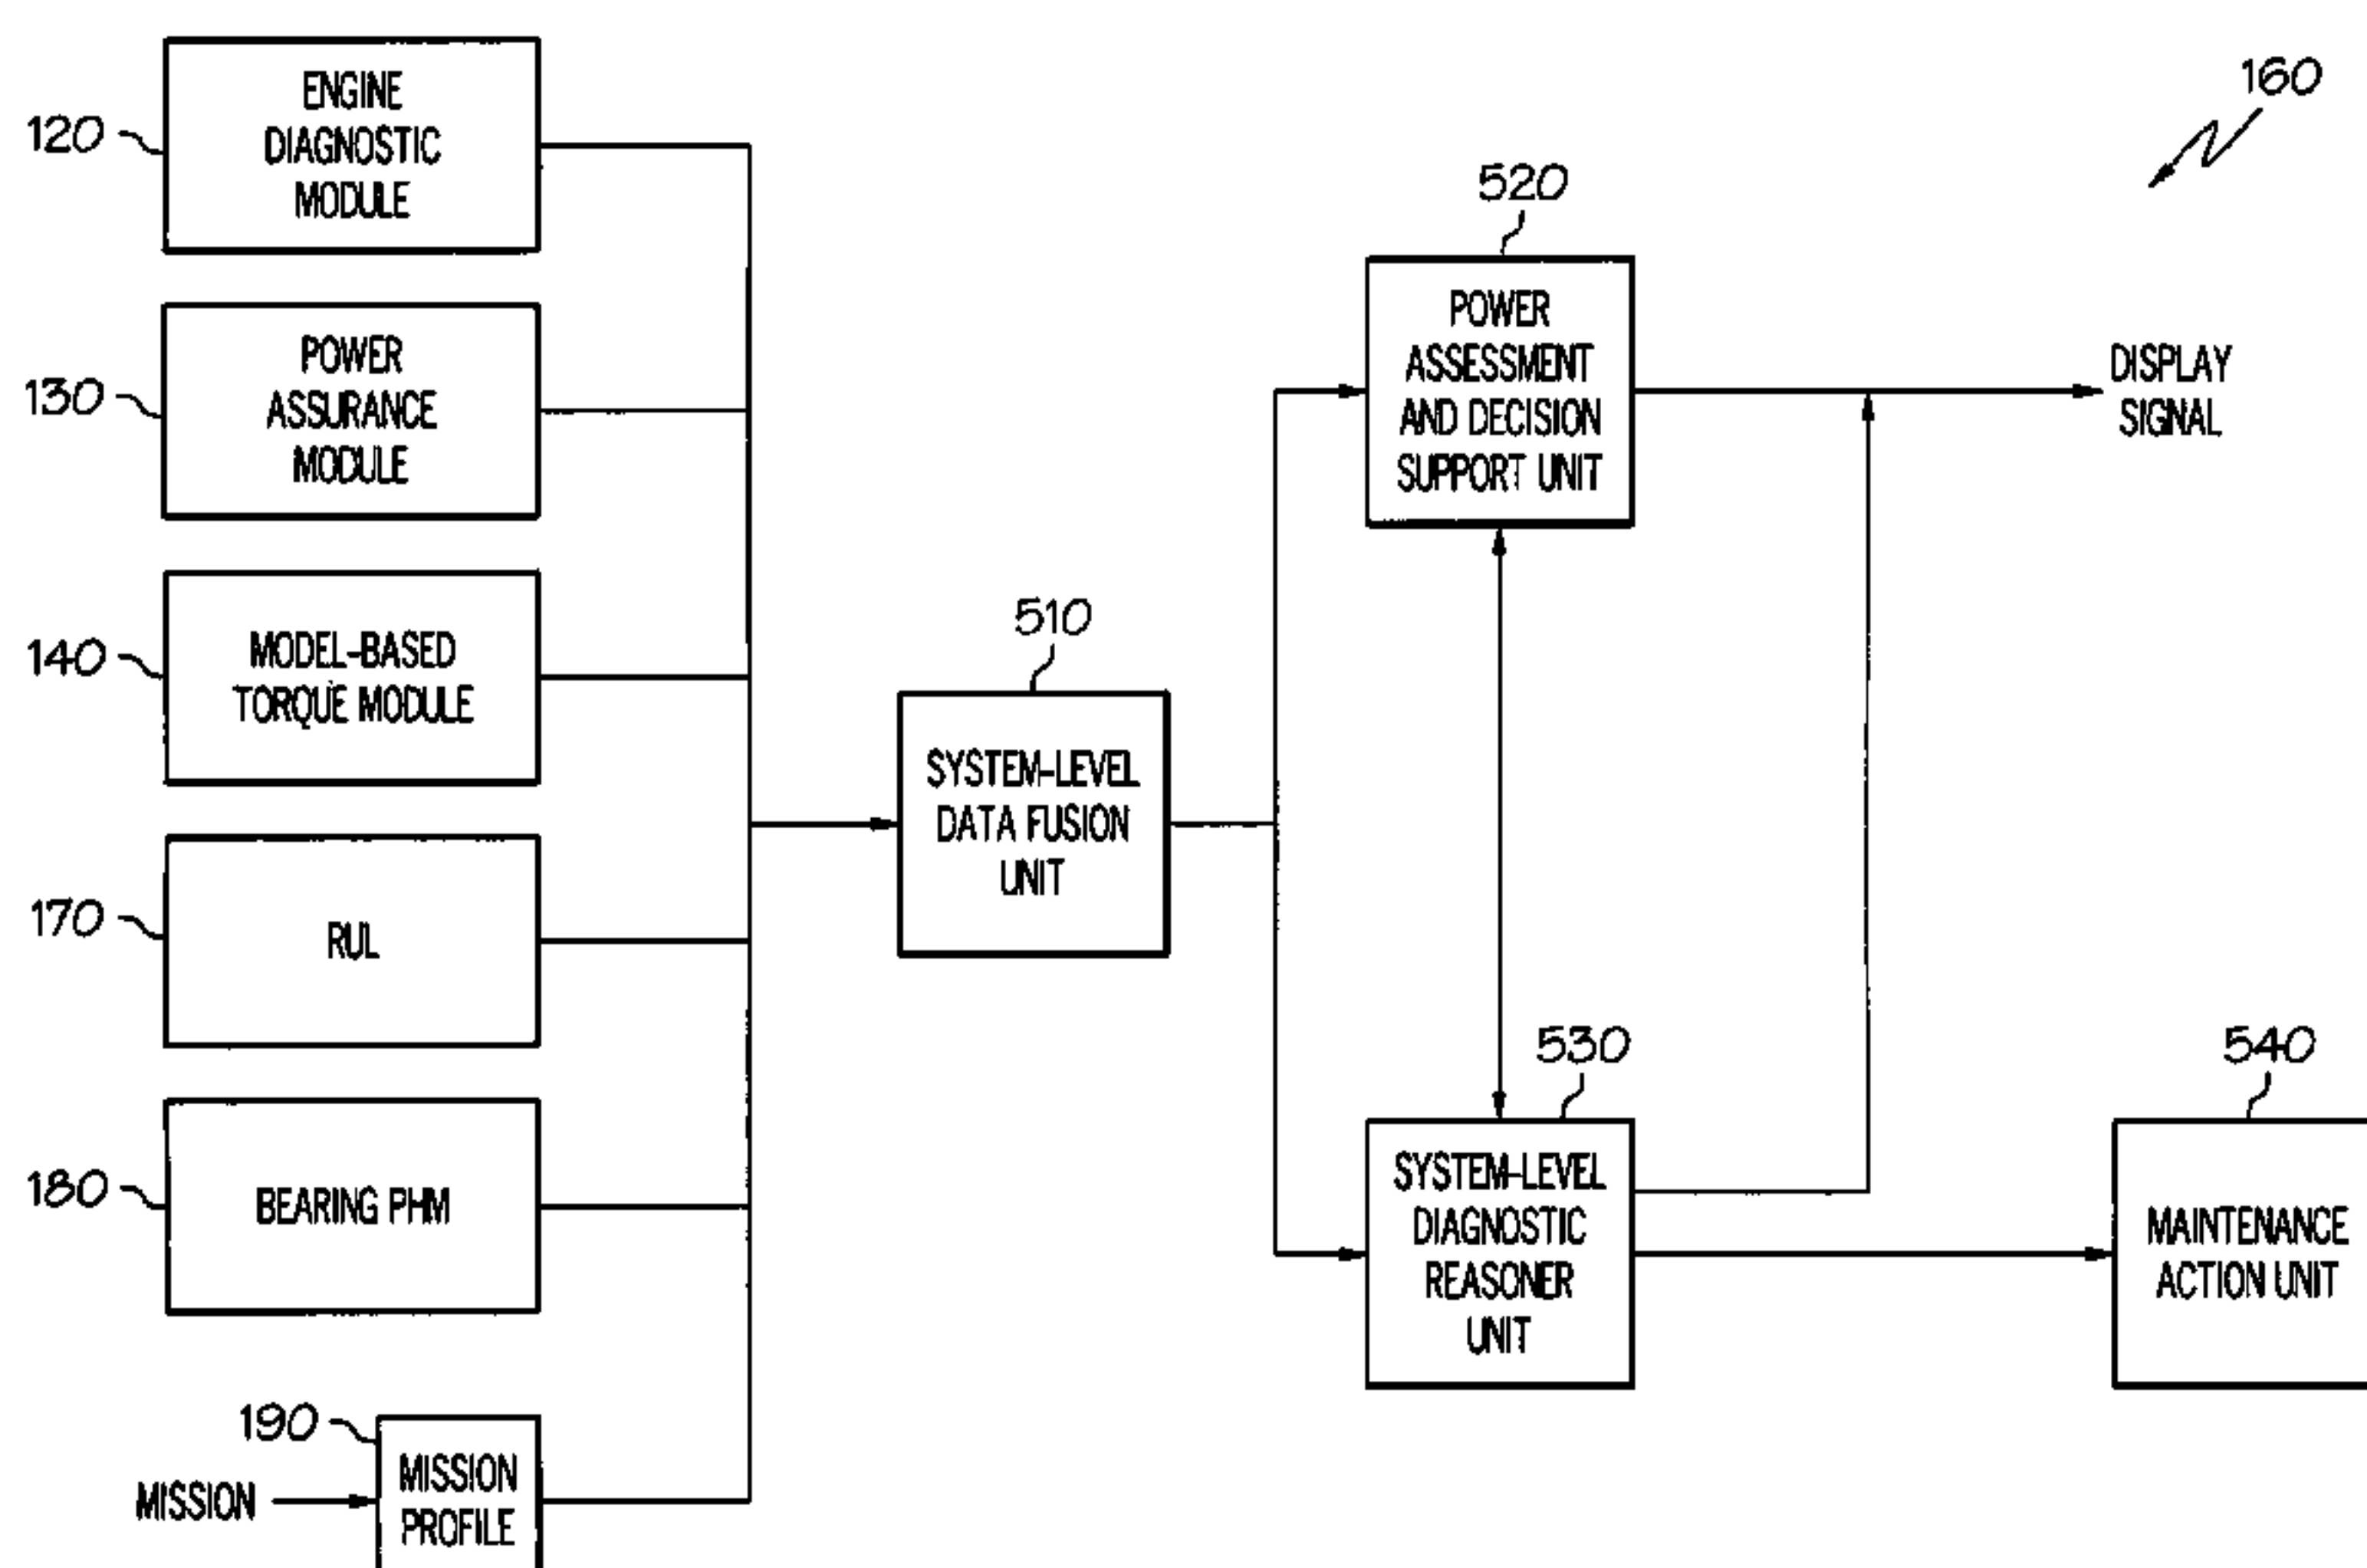 120
ENGINE
DIAGNOSTIC
MODULE
130
POWER
ASSURANCE
MODULE
140
MODEL-BASED
TORQUE MODULE
170
RUL
180
BEARING PHM
190
MISSION
MISSION
PROFILE
510
SYSTEM-LEVEL
DATA FUSION
UNIT
520
POWER
ASSESSMENT
AND DECISION
SUPPORT UNIT
530
SYSTEM-LEVEL
DIAGNOSTIC
REASONER
UNIT
160
DISPLAY
SIGNAL
540
MAINTENANCE
ACTION UNIT